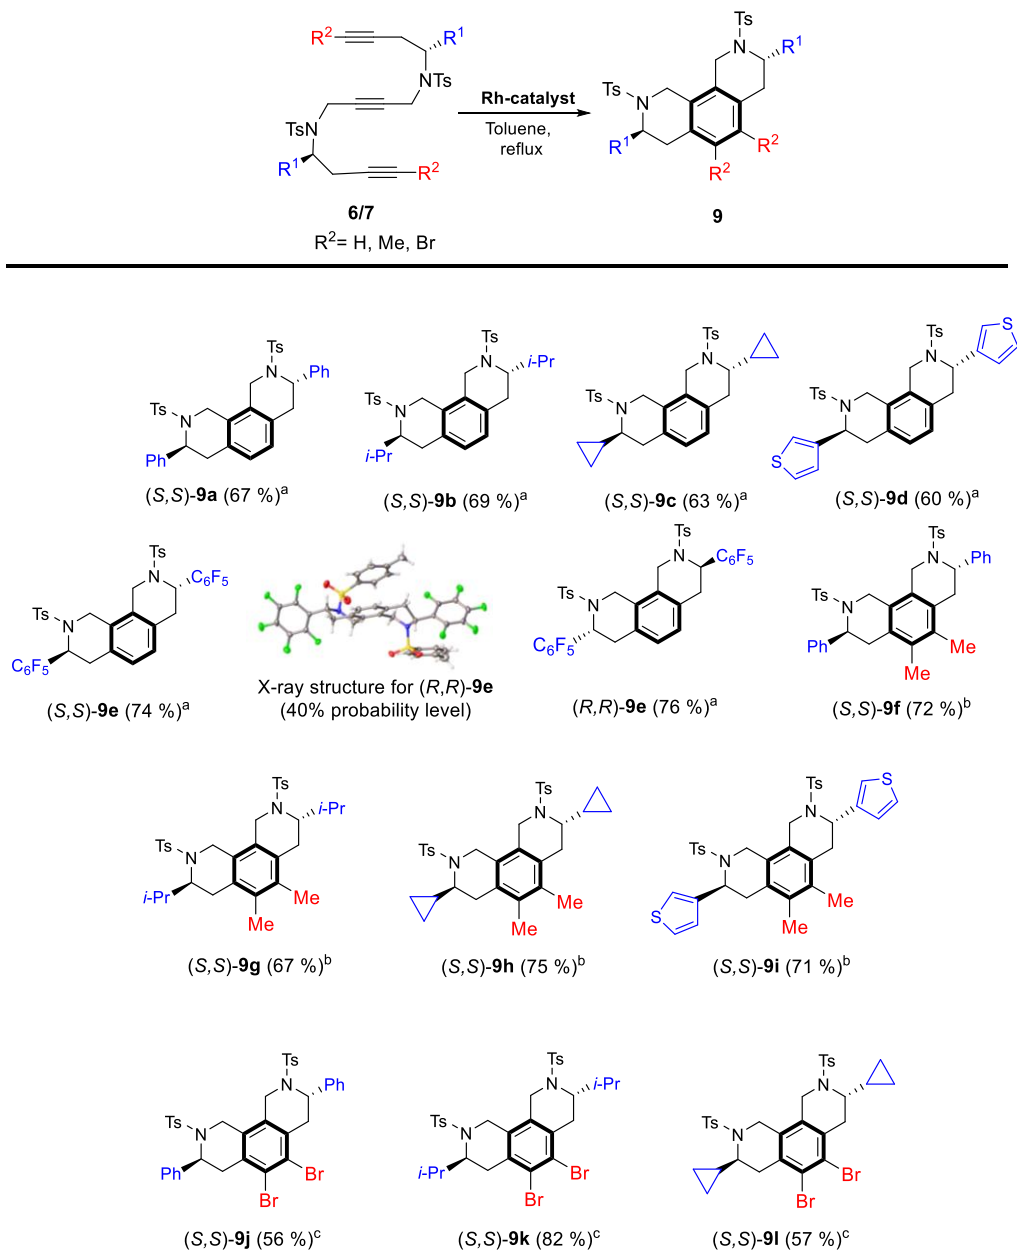 R2 R1
N
Ts
Ts N
R1 R2
6/7
R2= H, Me, Br
Rh-catalyst
Toluene,
reflux
Ts
N R1
Ts N
R1 R2
R2
9
Ts
N Ph
Ts N
Ph
(S,S)-9a (67 %)a
Ts
N i-Pr
Ts N
i-Pr
(S,S)-9b (69 %)a
Ts
N
Ts N
(S,S)-9c (63 %)a
Ts S
N
Ts N
S
(S,S)-9d (60 %)a
Ts
N C6F5
Ts N
C6F5
(S,S)-9e (74 %)a
X-ray structure for (R,R)-9e
(40% probability level)
Ts
N C6F5
Ts N
C6F5
(R,R)-9e (76 %)a
Ts
N Ph
Ts N
Ph Me
Me
(S,S)-9f (72 %)b
Ts
N i-Pr
Ts N
i-Pr Me
Me
(S,S)-9g (67 %)b
Ts
N
Ts N
Me
Me
(S,S)-9h (75 %)b
Ts S
N
Ts N
S Me
Me
(S,S)-9i (71 %)b
Ts
N Ph
Ts N
Ph Br
Br
(S,S)-9j (56 %)c
Ts
N i-Pr
Ts N
i-Pr Br
Br
(S,S)-9k (82 %)c
Ts
N
Ts N
Br
Br
(S,S)-9l (57 %)c